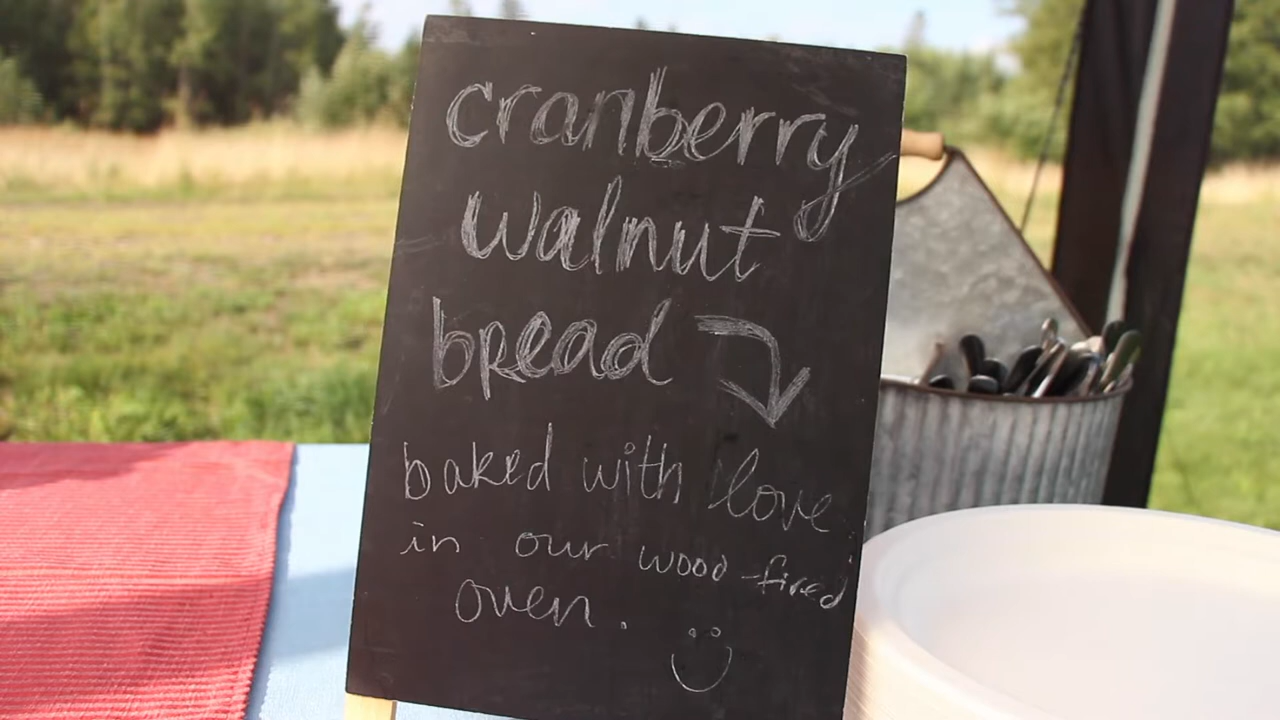 cranberry
walnut
bread
baked with love
in our wood-fired
oven.